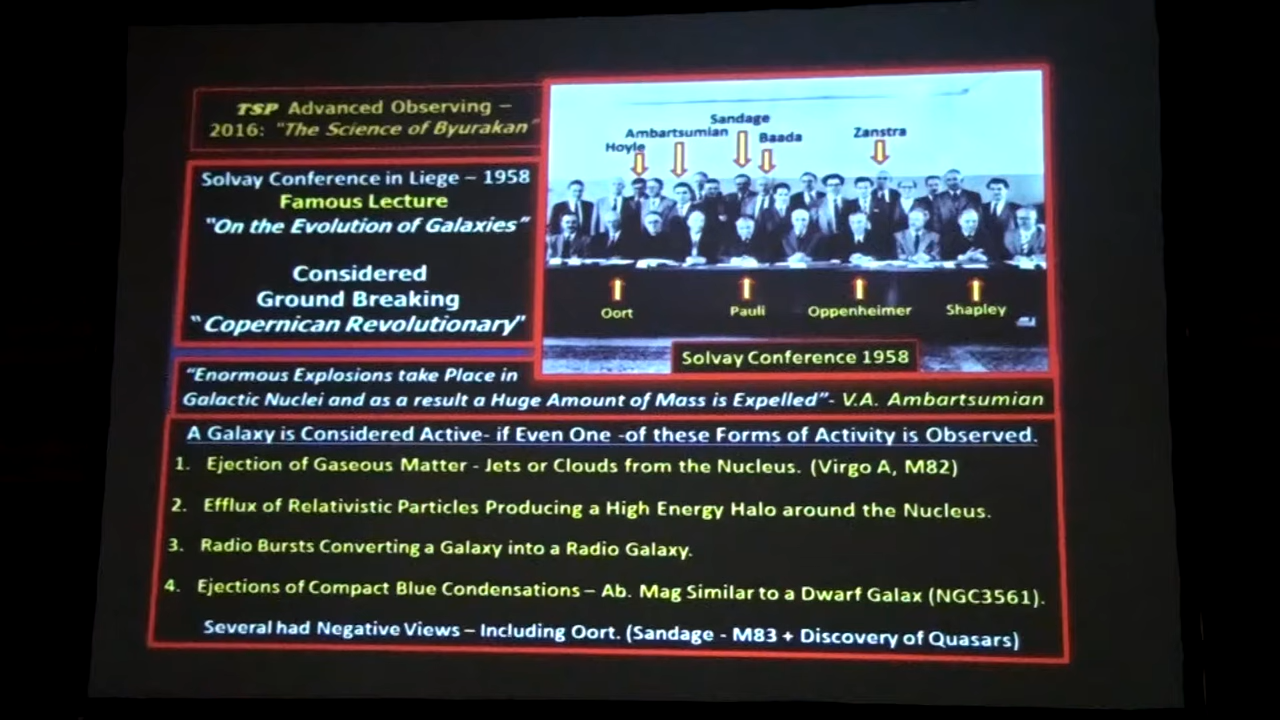 TSP Advanced Observing –
2016: "The Science of Byurakan"
Solvay Conference in Liege – 1958
Famous Lecture
"On the Evolution of Galaxies"
Considered
Ground Breaking
"Copernican Revolutionary"
Sandage
Ambartsumian
Baada
Zanstra
Hoyle
Oort
Pauli
Oppenheimer
Shapley
Solvay Conference 1958
"Enormous Explosions take Place in
Galactic Nuclei and as a result a Huge Amount of Mass is Expelled"- V.A. Ambartsumian
A Galaxy is Considered Active- if Even One -of these Forms of Activity is Observed.
1. Ejection of Gaseous Matter - Jets or Clouds from the Nucleus. (Virgo A, M82)
2. Efflux of Relativistic Particles Producing a High Energy Halo around the Nucleus.
3. Radio Bursts Converting a Galaxy into a Radio Galaxy.
4. Ejections of Compact Blue Condensations – Ab. Mag Similar to a Dwarf Galax (NGC3561).
Several had Negative Views – Including Oort. (Sandage - M83 + Discovery of Quasars)